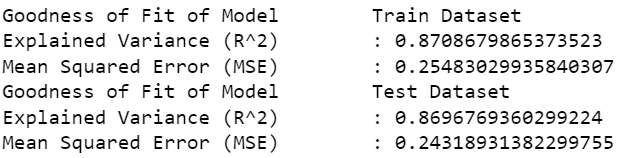 Goodness of Fit of Model Train Dataset
Explained Variance (R^2) : 0.8708679865373523
Mean Squared Error (MSE) : 0.25483029935840307
Goodness of Fit of Model Test Dataset
Explained Variance (R^2) : 0.8696769360299224
Mean Squared Error (MSE) : 0.24318931382299755